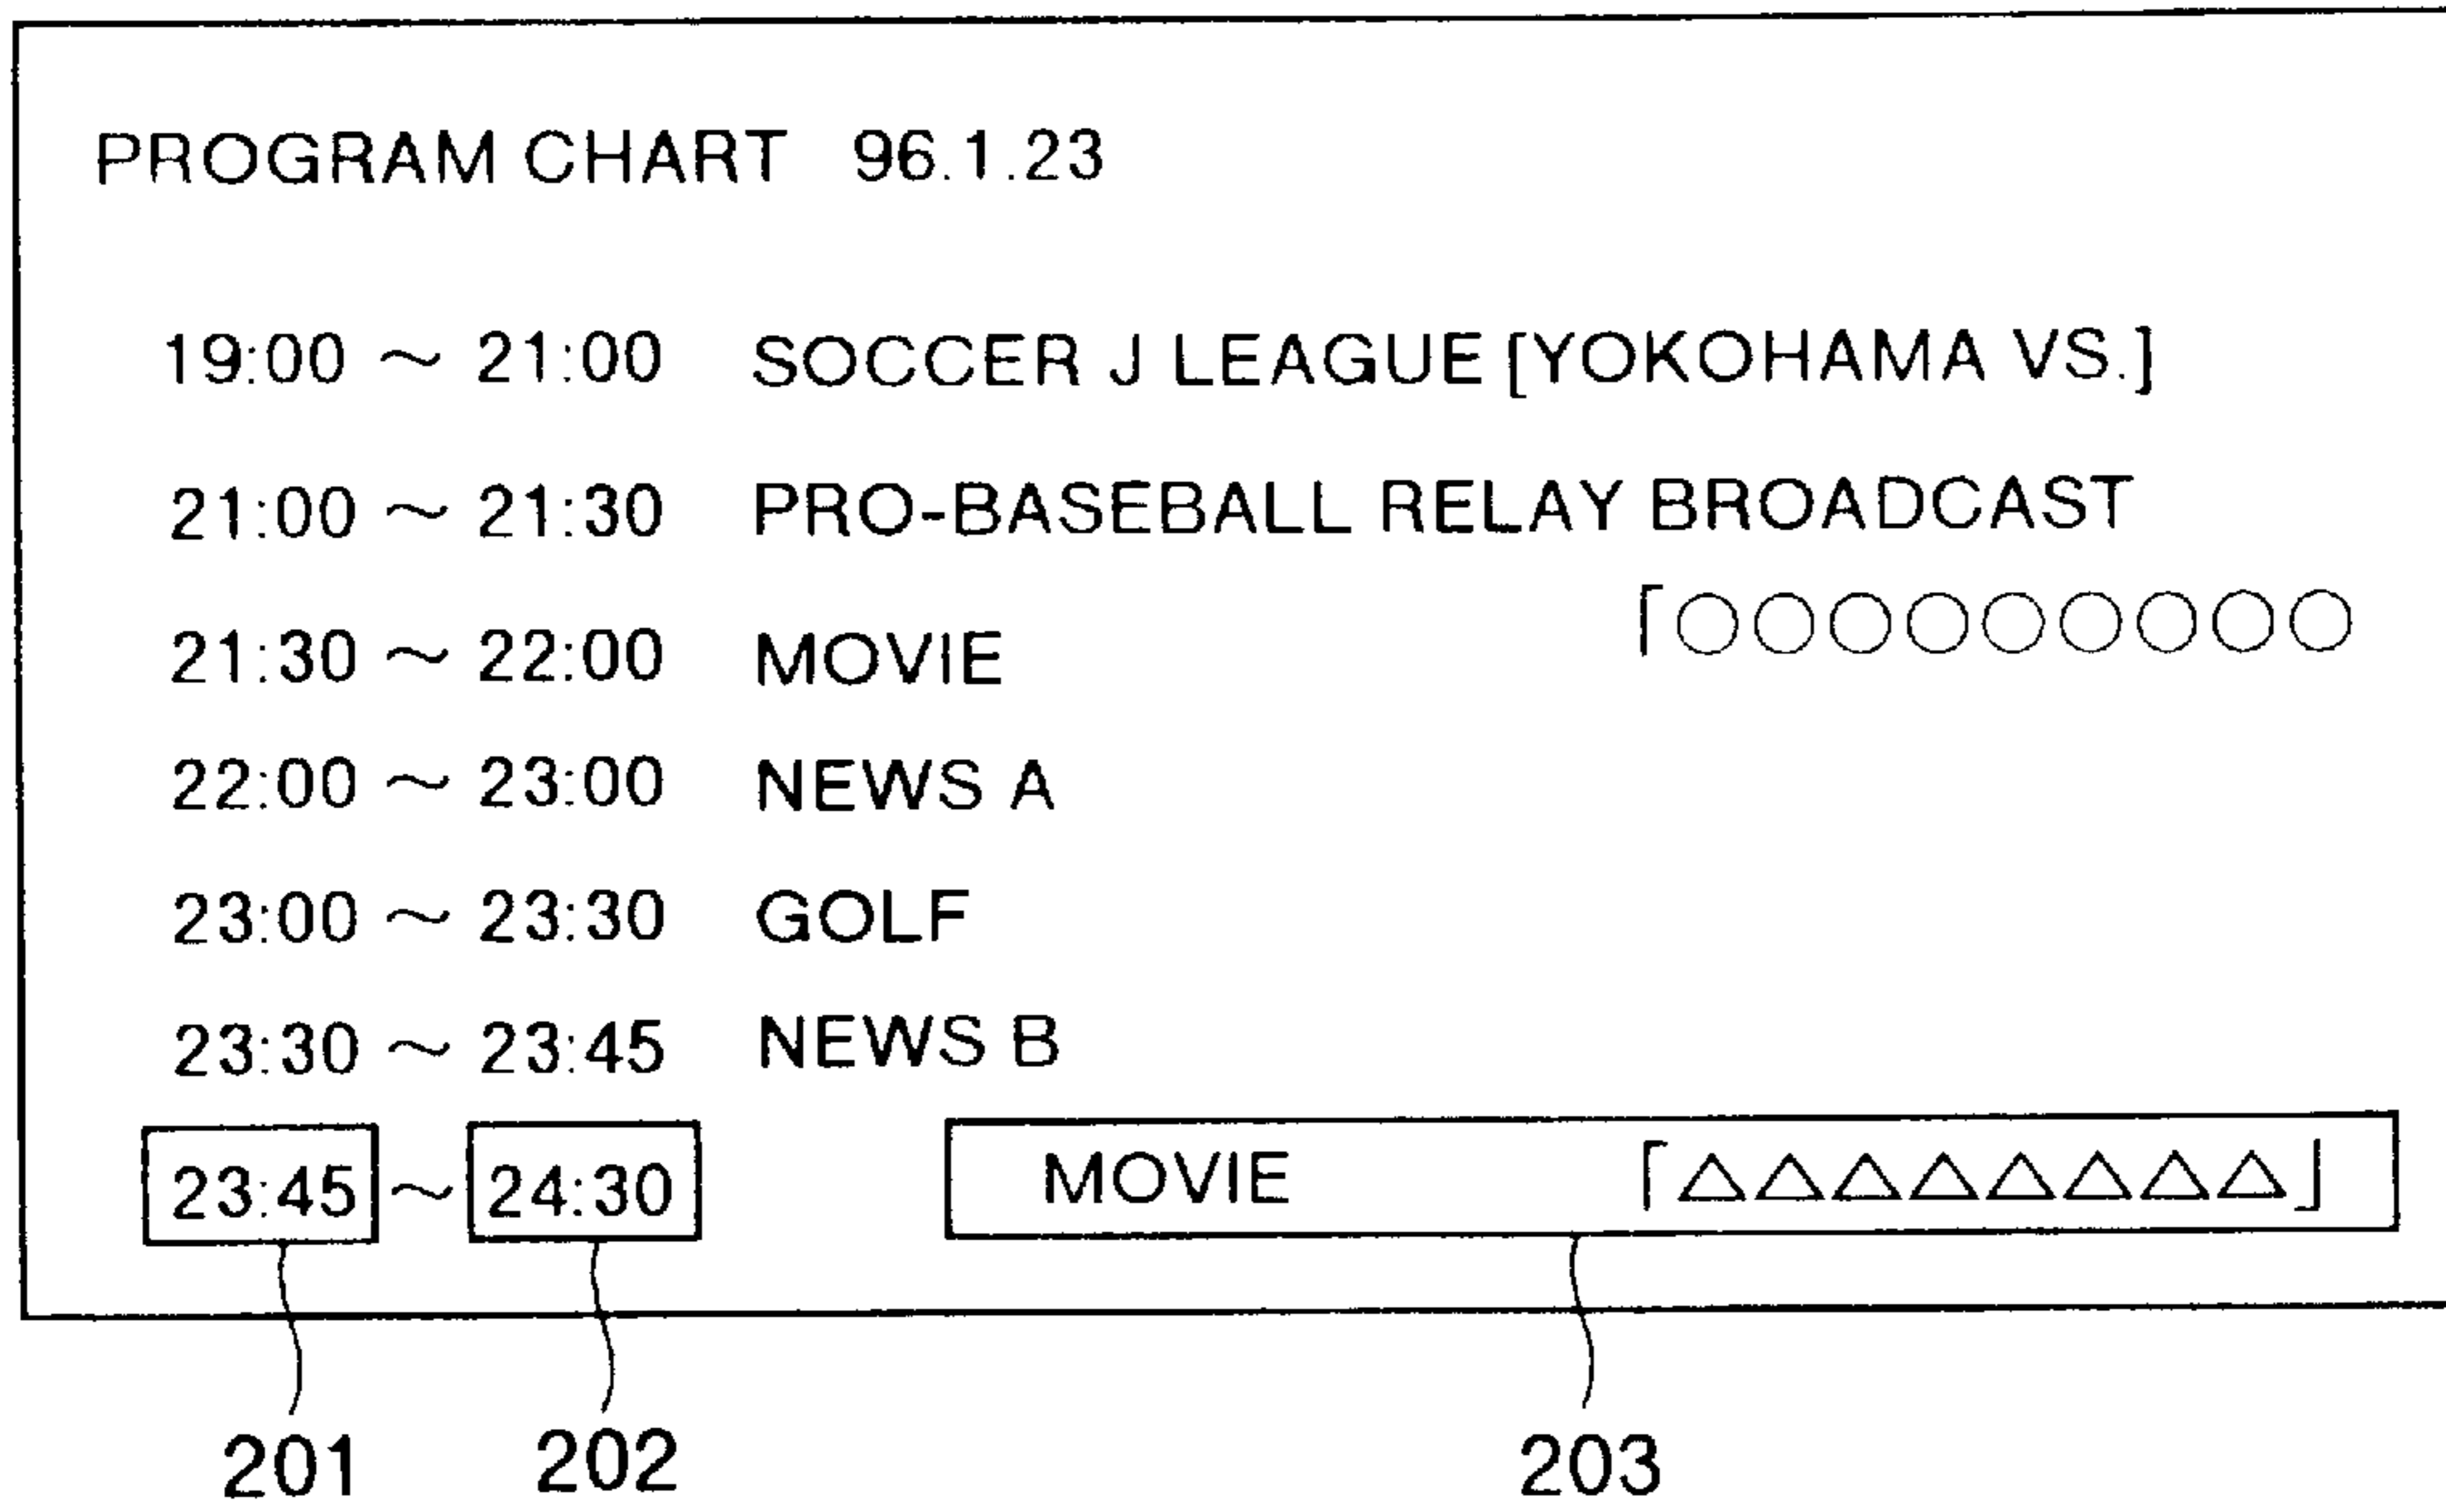 PROGRAM CHART 96.1.23
19:00 ~ 21:00 SOCCER J LEAGUE [YOKOHAMA VS.]
21:00 ~ 21:30 PRO-BASEBALL RELAY BROADCAST
21:30 ~ 22:00 MOVIE 「○○○○○○○○○
22:00 ~ 23:00 NEWS A
23:00 ~ 23:30 GOLF
23:30 ~ 23:45 NEWS B
23:45 ~ 24:30 MOVIE 「△△△△△△△△」
201 202 203